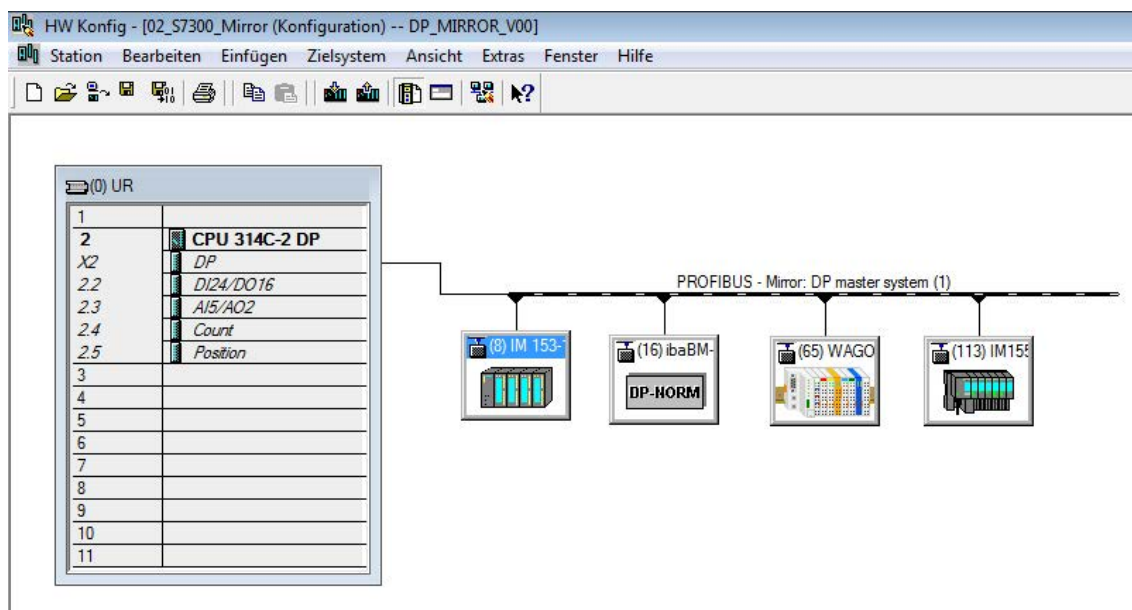 HW Konfig - [02_S7300_Mirror (Konfiguration) -- DP_MIRROR_V00]
Station Bearbeiten Einfügen Zielsystem Ansicht Extras Fenster Hilfe
(0) UR
1
2 CPU 314C-2 DP
X2 DP
2.2 DI24/DO16
2.3 AI5/AO2
2.4 Count
2.5 Position
3
4
5
6
7
8
9
10
11
PROFIBUS - Mirror: DP master system (1)
(8) IM 153-1
(16) ibaBM-
DP-NORM
(65) WAGO
(113) IM155